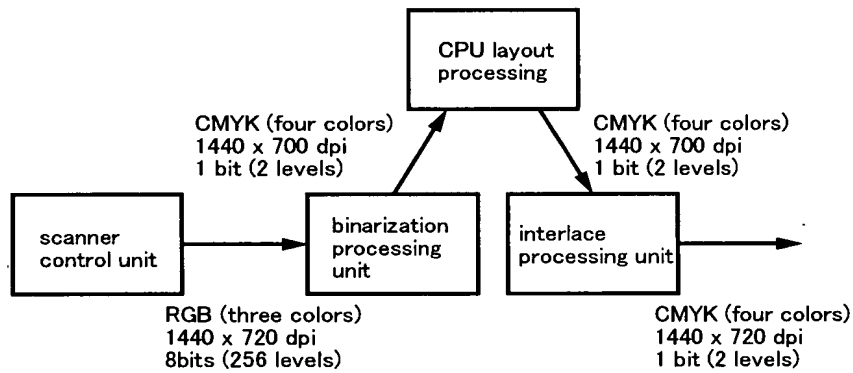 CPU layout
processing
CMYK (four colors)
1440 x 700 dpi
1 bit (2 levels)
CMYK (four colors)
1440 x 700 dpi
1 bit (2 levels)
scanner
control unit
binarization
processing
unit
interlace
processing unit
RGB (three colors)
1440 x 720 dpi
8bits (256 levels)
CMYK (four colors)
1440 x 720 dpi
1 bit (2 levels)